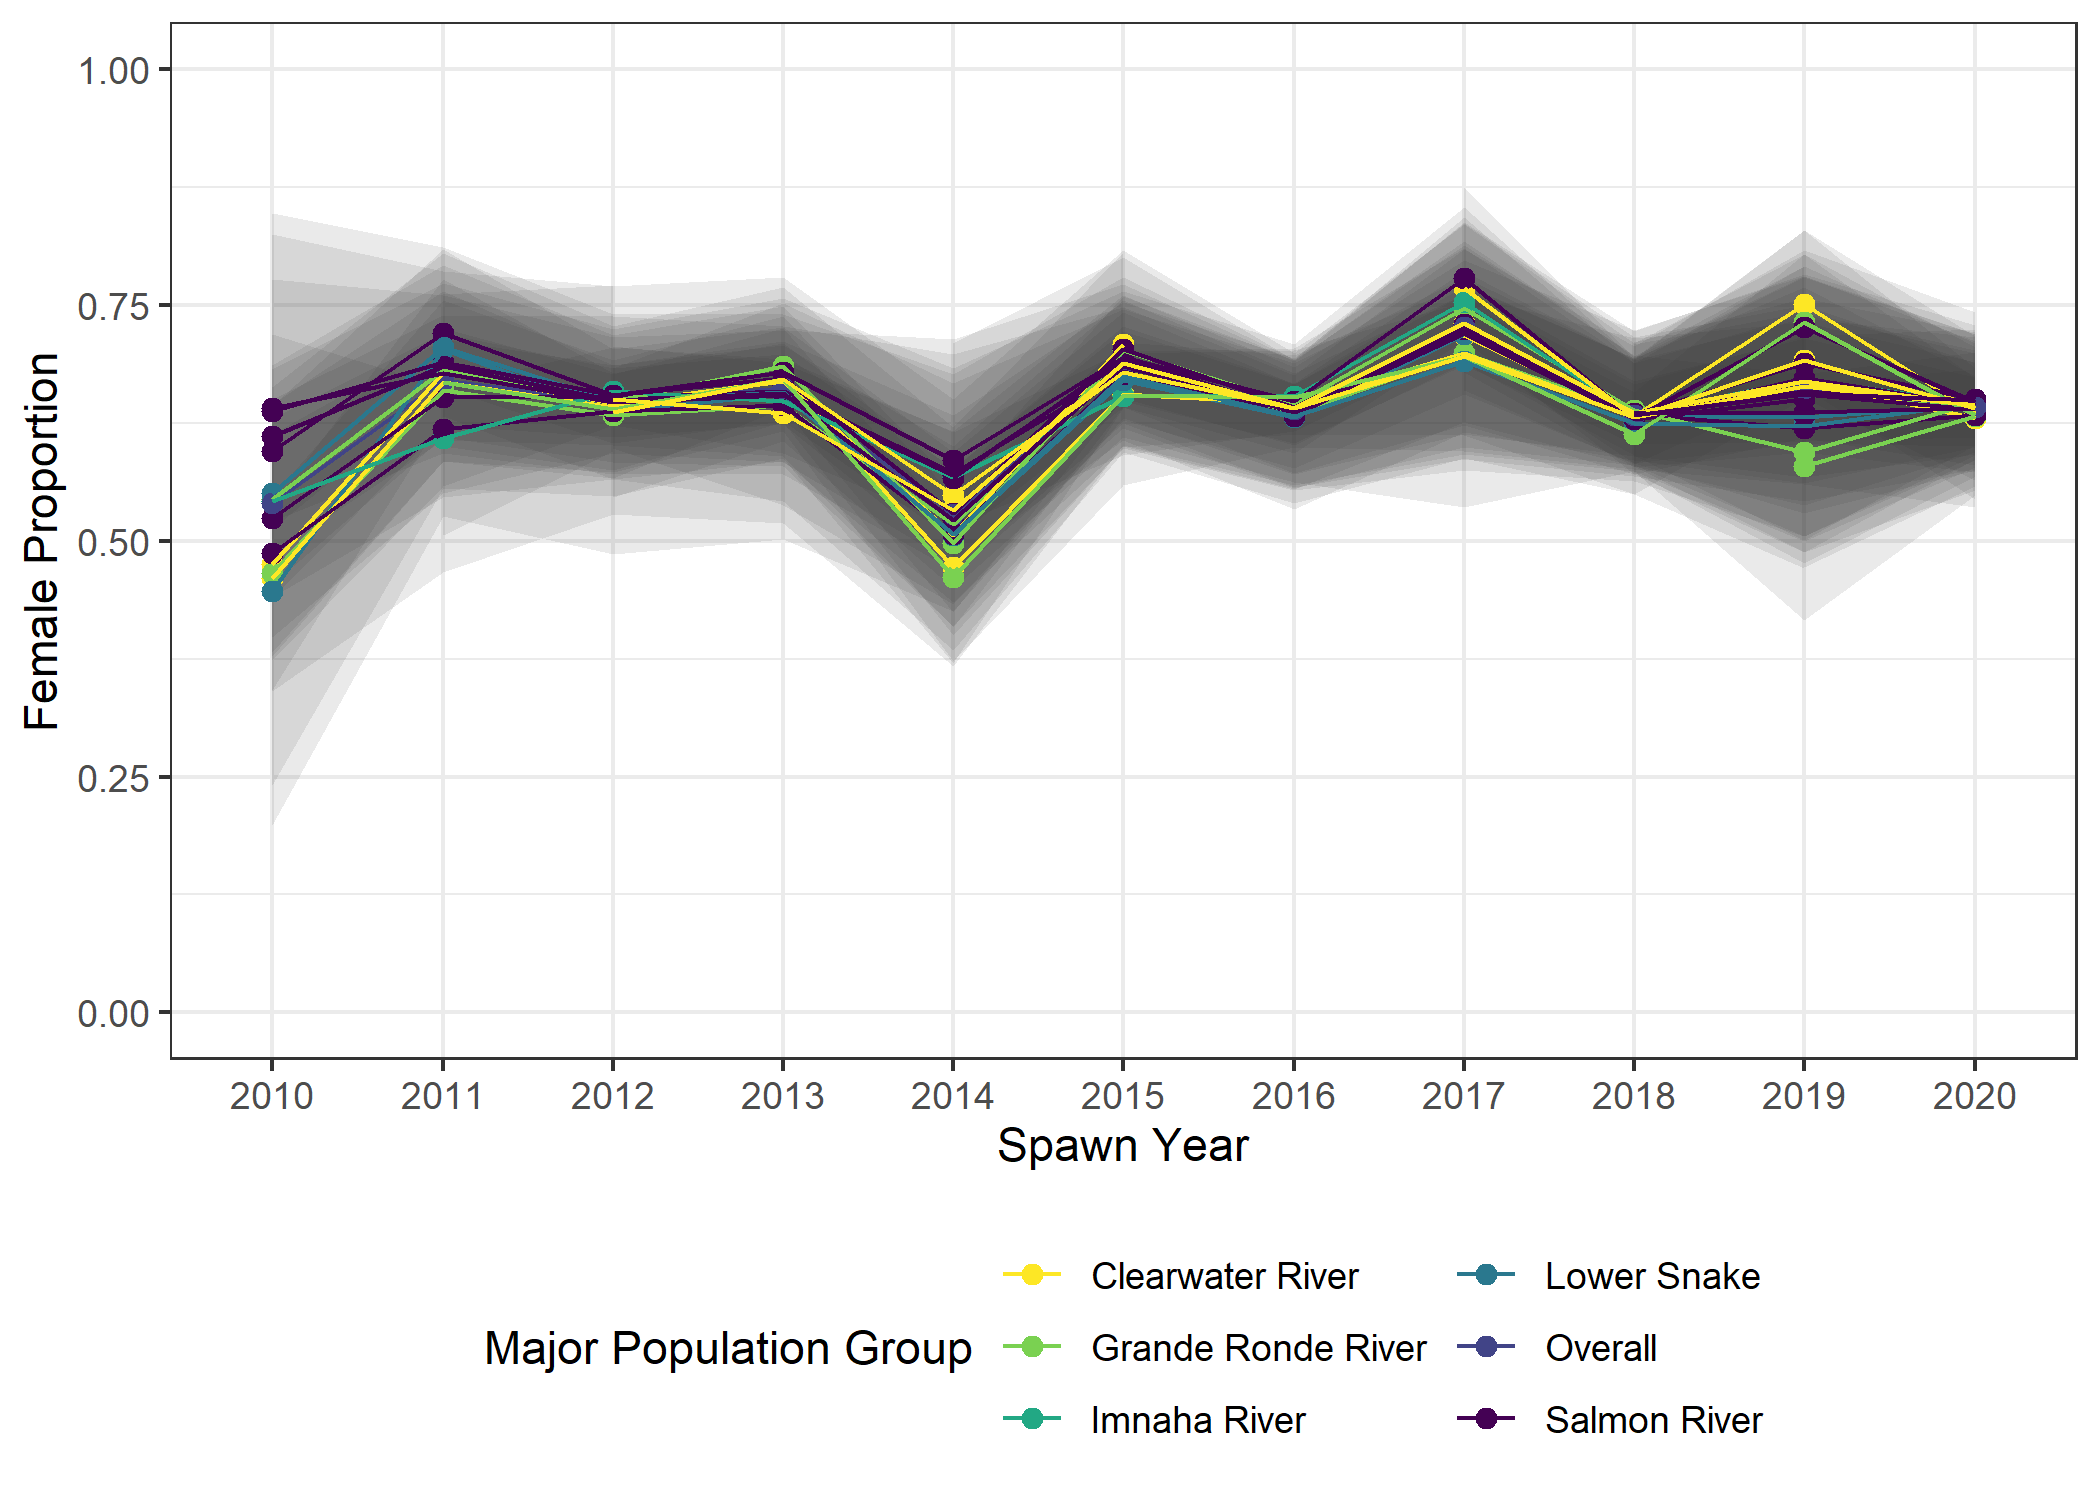 1.00
0.75
0.50
0.25
0.00
Female Proportion
2010 2011 2012 2013 2014 2015 2016 2017 2018 2019 2020
Spawn Year
Major Population Group
Clearwater River
Grande Ronde River
Imnaha River
Lower Snake
Overall
Salmon River